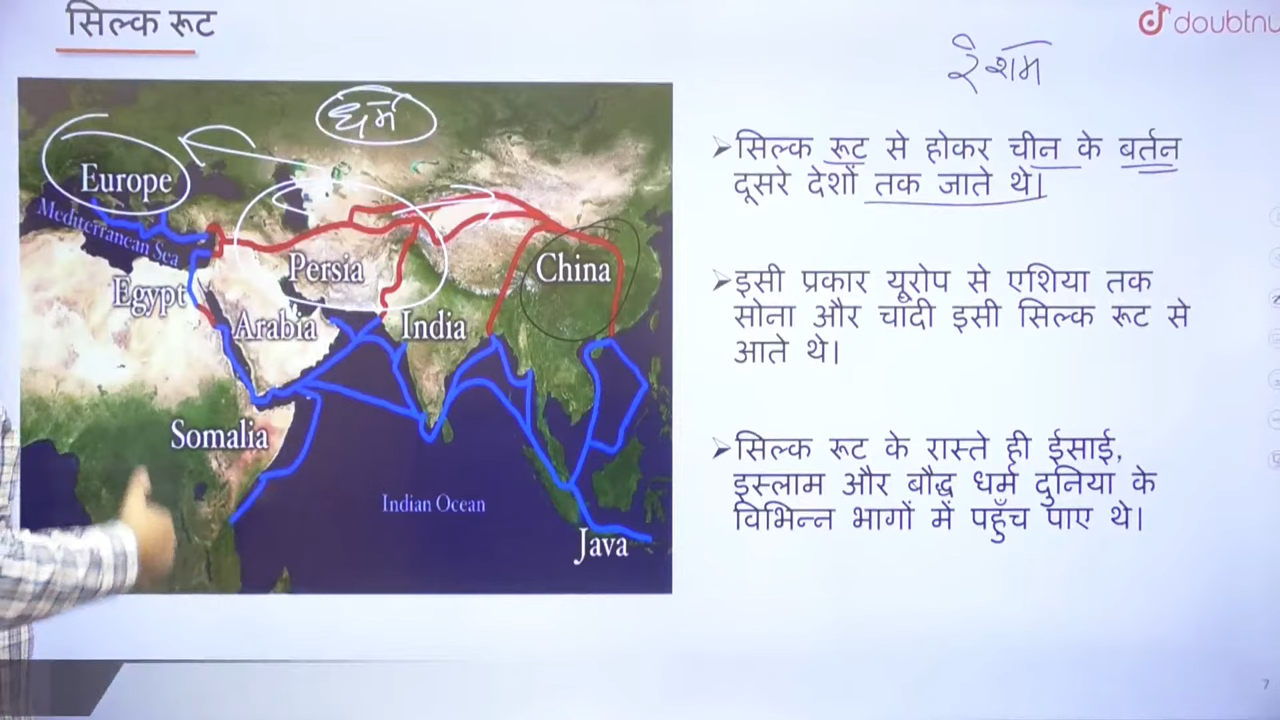 सिल्क रूट
doubtnu
रेशम
धर्म
Europe
Mediterranean Sea
Egypt
Persia
Arabia
India
China
Somalia
Indian Ocean
Java
➢सिल्क रूट से होकर चीन के बर्तन
दूसरे देशों तक जाते थे।
➢इसी प्रकार यूरोप से एशिया तक
सोना और चांदी इसी सिल्क रूट से
आते थे।
➢सिल्क रूट के रास्ते ही ईसाई,
इस्लाम और बौद्ध धर्म दुनिया के
विभिन्न भागों में पहुँच पाए थे।
7